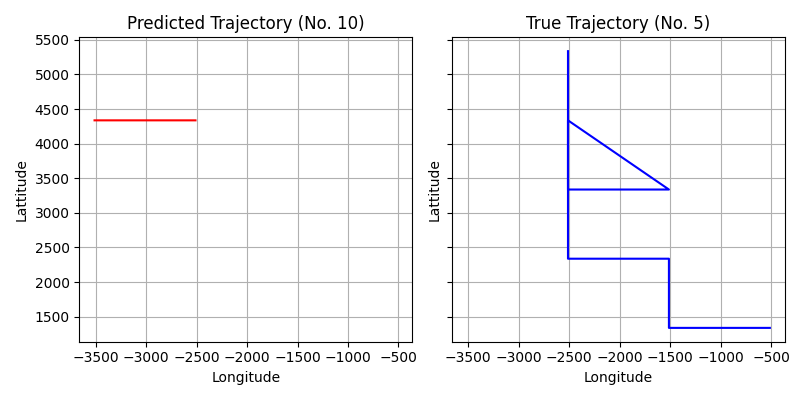 Predicted Trajectory (No. 10)
True Trajectory (No. 5)
5500
5000
4500
4000
3500
3000
2500
2000
1500
Lattitude
Lattitude
−3500 −3000 −2500 −2000 −1500 −1000 −500
−3500 −3000 −2500 −2000 −1500 −1000 −500
Longitude
Longitude